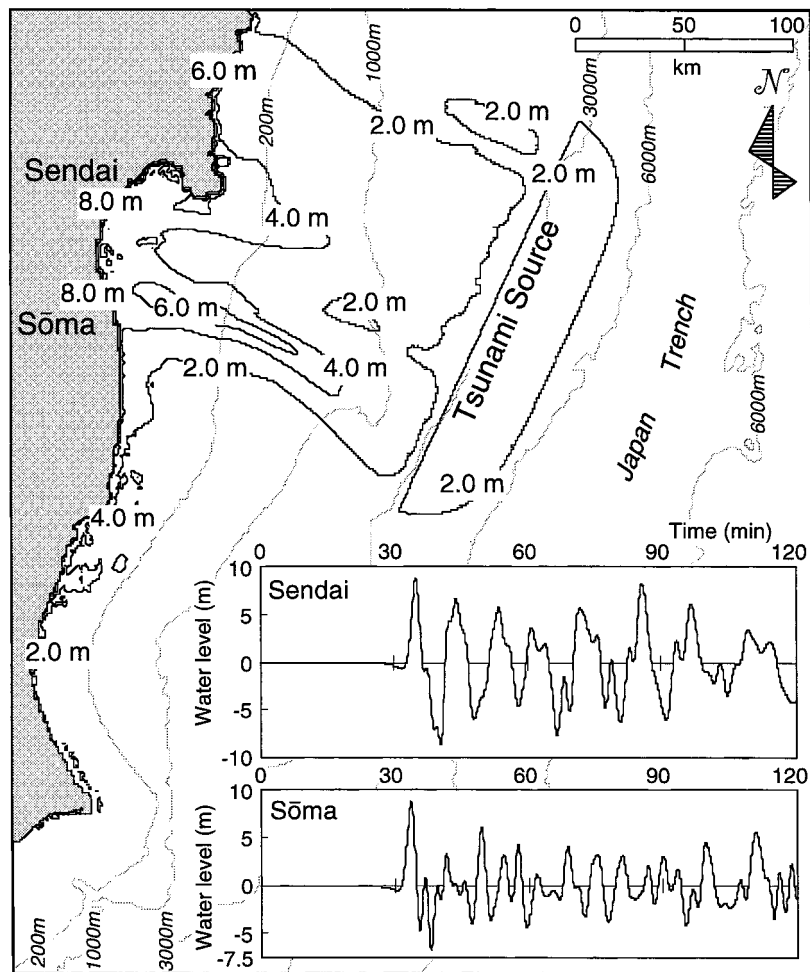 0 50 100
km
6.0 m
1000m
200m
3000m
N
2.0 m
2.0 m
6000m
Sendai
2.0 m
8.0 m
4.0 m
8.0 m
6.0 m
2.0 m
Sōma
Tsunami Source
4.0 m
2.0 m
Japan Trench
6000m
2.0 m
4.0 m
Time (min)
0 30 60 90 120
10
Sendai
5
0
-5
-10
Water level (m)
2.0 m
0 30 60 90 120
10
Sōma
5
0
-5
-7.5
Water level (m)
200m
1000m
3000m